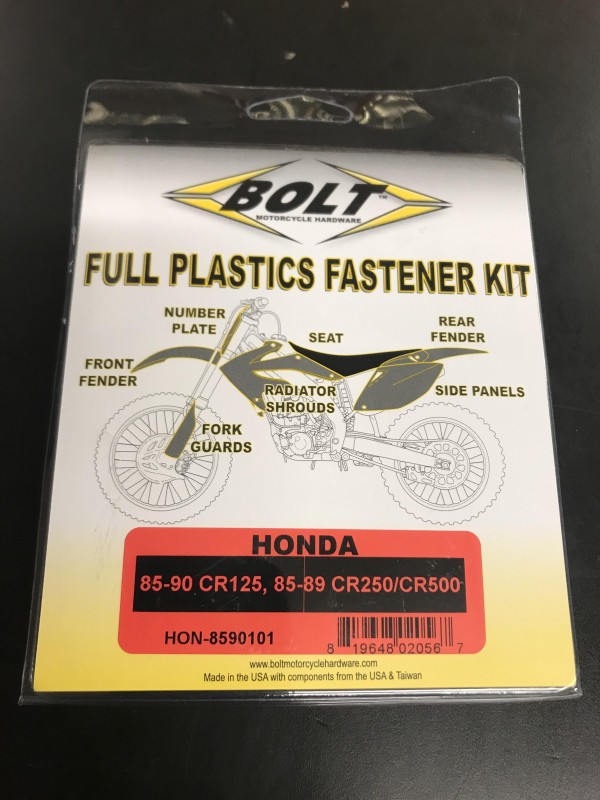 BOLT™
MOTORCYCLE HARDWARE
FULL PLASTICS FASTENER KIT
NUMBER
PLATE
SEAT
REAR
FENDER
FRONT
FENDER
RADIATOR
SHROUDS
SIDE PANELS
FORK
GUARDS
HONDA
85-90 CR125, 85-89 CR250/CR500
HON-8590101
8 19648 02056 7
www.boltmotorcyclehardware.com
Made in the USA with components from the USA & Taiwan